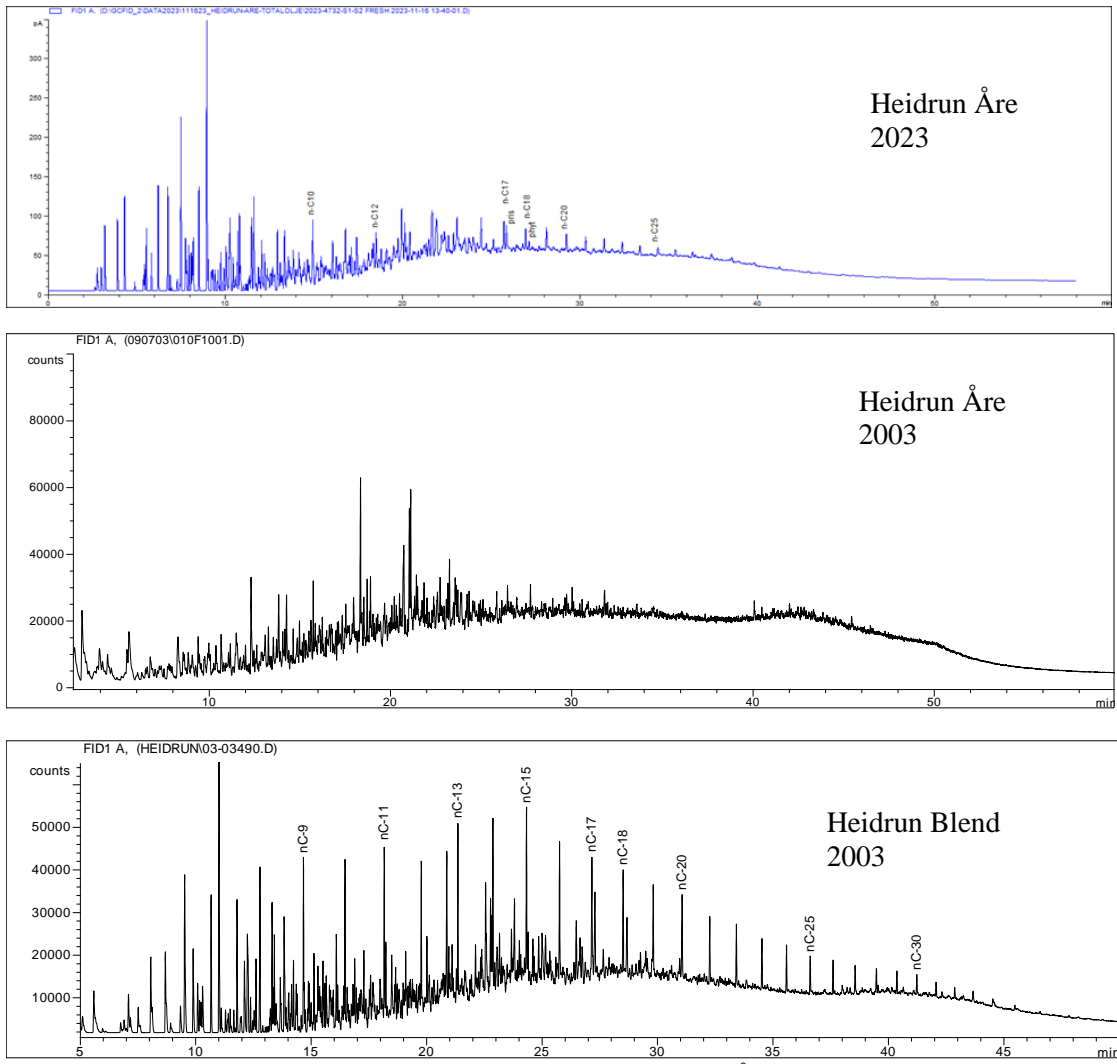 FID1 A, (D:\GCFID_2\DATA2023\111623_HEIDRUN-ARE-TOTALOLJE\2023-4732-S1-S2 FRESH 2023-11-16 13-40-01.D)
pA
300
250
200
150
100
50
0
n-C10
n-C12
n-C17
pris
n-C18
phyt
n-C20
n-C25
Heidrun Åre
2023
0 10 20 30 40 50 min
FID1 A, (090703\010F1001.D)
counts
80000
60000
40000
20000
0
Heidrun Åre
2003
10 20 30 40 50 min
FID1 A, (HEIDRUN\03-03490.D)
counts
50000
40000
30000
20000
10000
nC-9
nC-11
nC-13
nC-15
nC-17
nC-18
nC-20
nC-25
nC-30
Heidrun Blend
2003
5 10 15 20 25 30 35 40 45 min